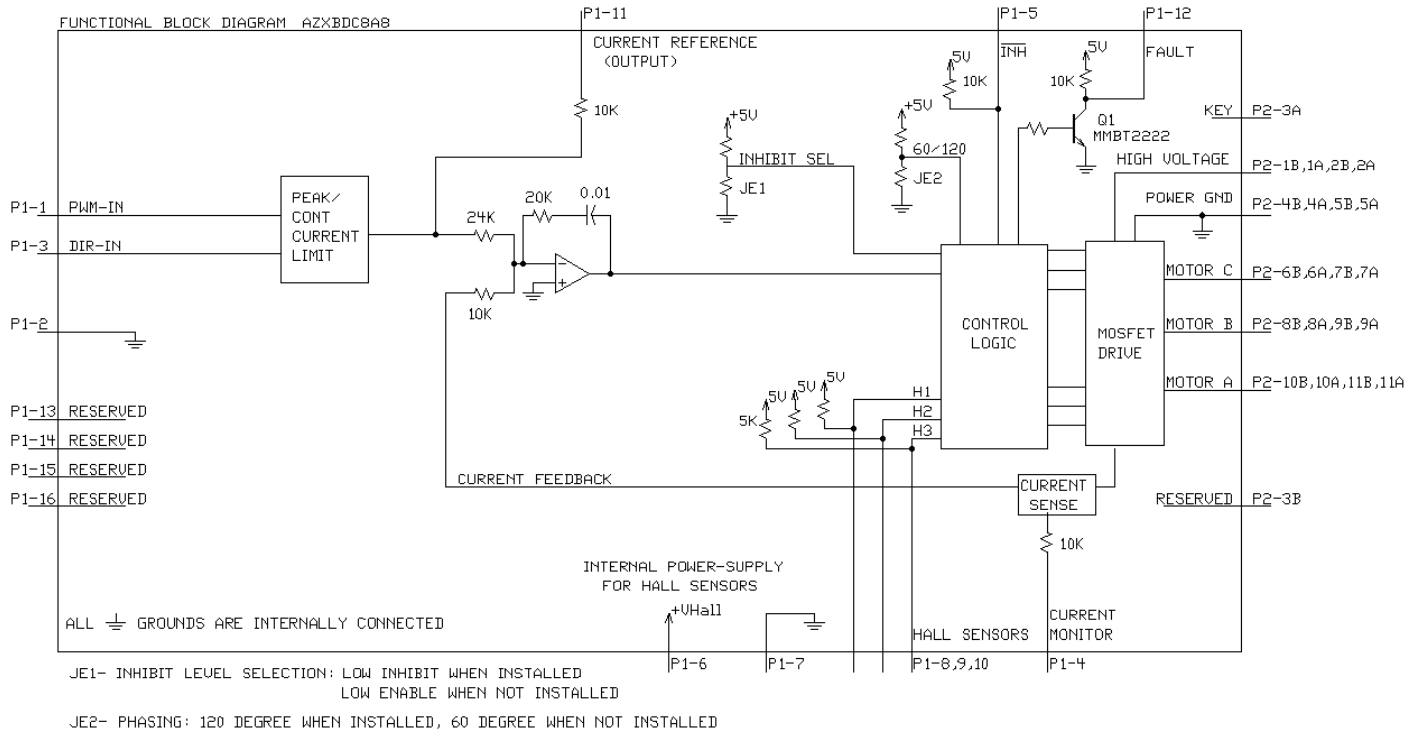 FUNCTIONAL BLOCK DIAGRAM AZXBDC8A8
P1-11
P1-5
P1-12
CURRENT REFERENCE
(OUTPUT)
INH
FAULT
5V
10K
5V
10K
10K
+5V
+5V
Q1
MMBT2222
KEY
P2-3A
INHIBIT SEL
60/120
HIGH VOLTAGE
P2-1B,1A,2B,2A
JE1
JE2
POWER GND
P2-4B,4A,5B,5A
P1-1
PWM-IN
PEAK/
CONT
CURRENT
LIMIT
20K
0.01
24K
P1-3
DIR-IN
-
+
10K
MOTOR C
P2-6B,6A,7B,7A
P1-2
CONTROL
LOGIC
MOSFET
DRIVE
MOTOR B
P2-8B,8A,9B,9A
MOTOR A
P2-10B,10A,11B,11A
5V
5V
5V
5K
H1
H2
H3
P1-13
RESERVED
P1-14
RESERVED
P1-15
RESERVED
P1-16
RESERVED
CURRENT FEEDBACK
CURRENT
SENSE
RESERVED
P2-3B
10K
INTERNAL POWER-SUPPLY
FOR HALL SENSORS
+VHall
ALL GROUNDS ARE INTERNALLY CONNECTED
HALL SENSORS
CURRENT
MONITOR
P1-6
P1-7
P1-8,9,10
P1-4
JE1- INHIBIT LEVEL SELECTION: LOW INHIBIT WHEN INSTALLED
LOW ENABLE WHEN NOT INSTALLED
JE2- PHASING: 120 DEGREE WHEN INSTALLED, 60 DEGREE WHEN NOT INSTALLED